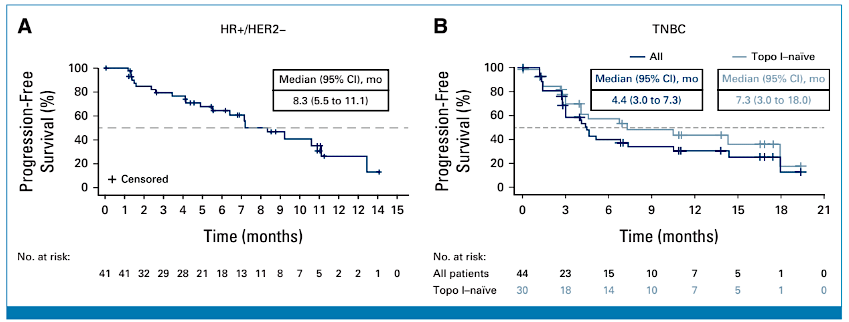 A
HR+/HER2−
Progression-Free
Survival (%)
100
80
60
40
20
0
Median (95% CI), mo
8.3 (5.5 to 11.1)
+ Censored
0 1 2 3 4 5 6 7 8 9 10 11 12 12 14 15
Time (months)
No. at risk:
41 41 32 29 28 21 18 13 11 8 7 5 2 2 1 0
B
TNBC
All
Topo I–naïve
Progression-Free
Survival (%)
100
80
60
40
20
0
Median (95% CI), mo
4.4 (3.0 to 7.3)
Median (95% CI), mo
7.3 (3.0 to 18.0)
0 3 6 9 12 15 18 21
Time (months)
No. at risk:
All patients 44 23 15 10 7 5 1 0
Topo I–naïve 30 18 14 10 7 5 1 0